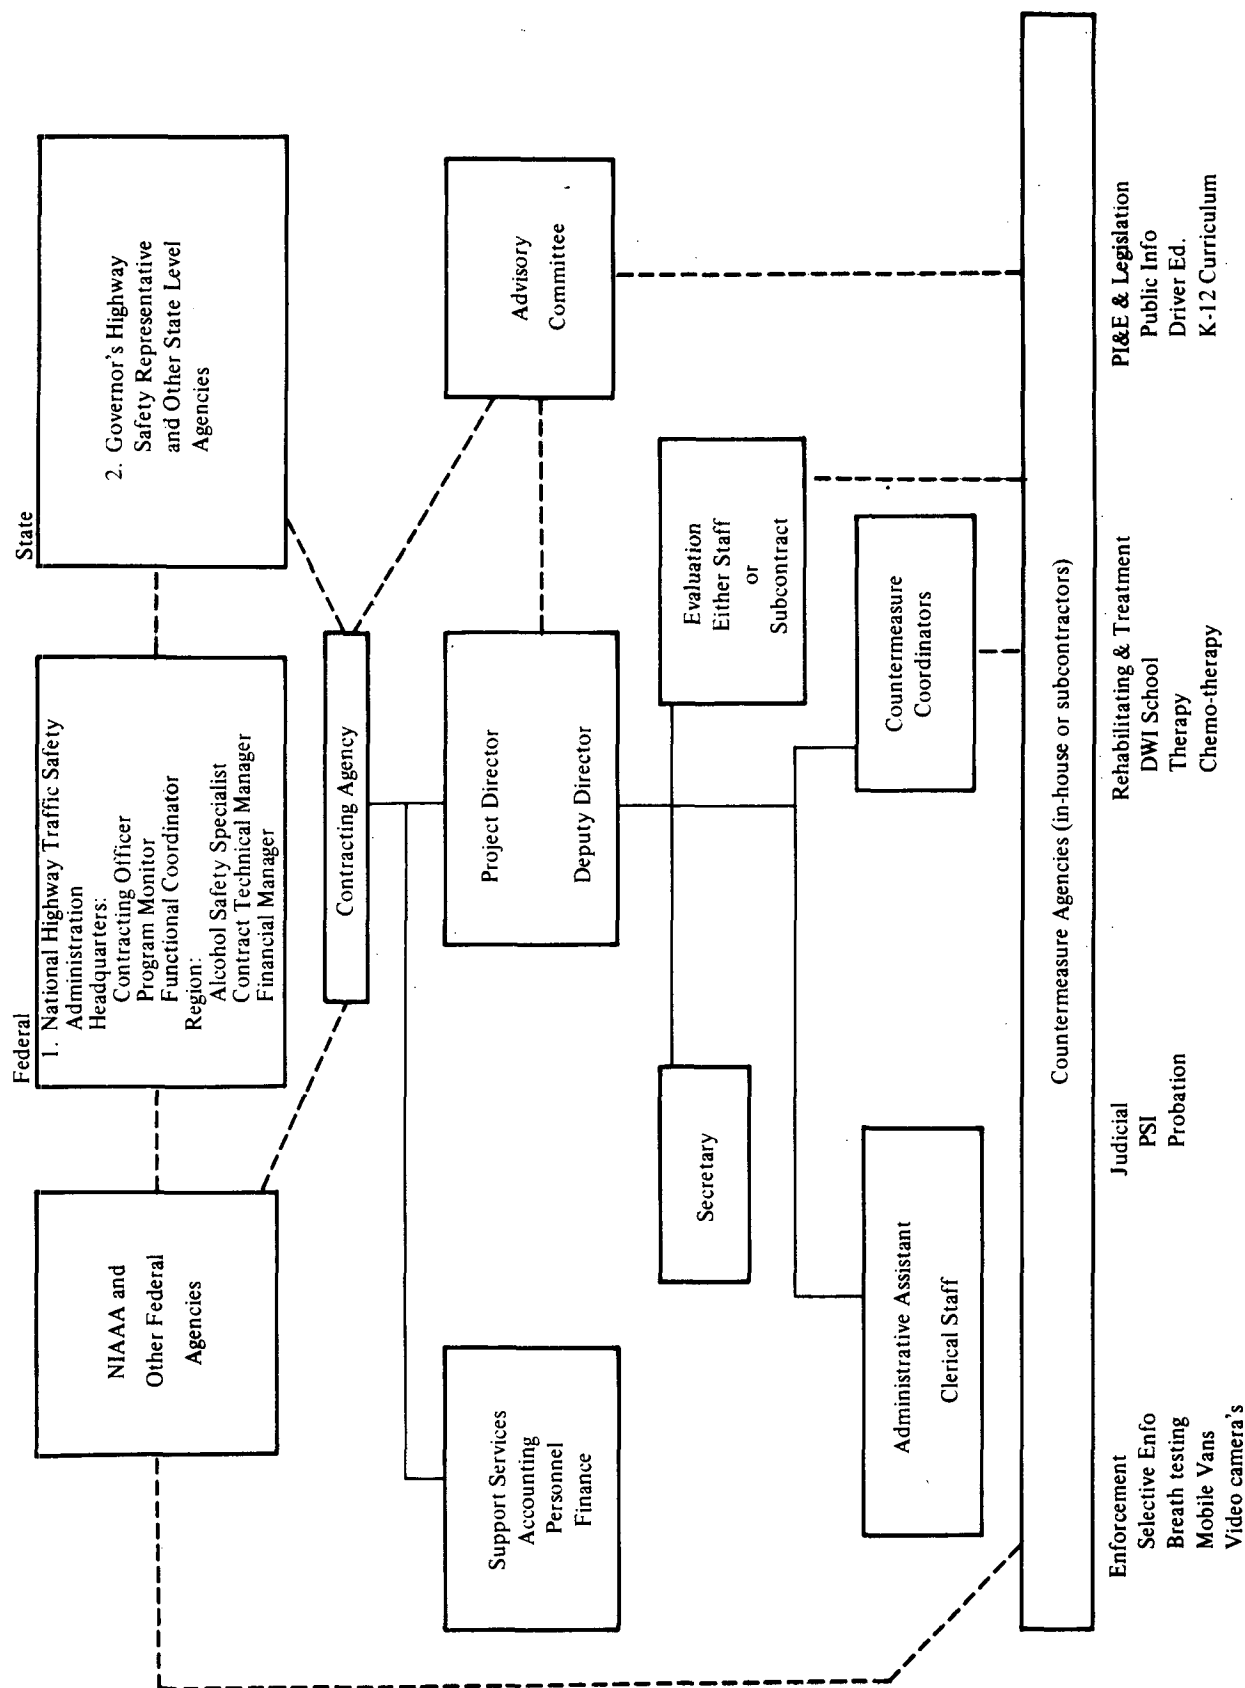 Federal
State
NIAAA and
Other Federal
Agencies
1. National Highway Traffic Safety
Administration
Headquarters:
Contracting Officer
Program Monitor
Functional Coordinator
Region:
Alcohol Safety Specialist
Contract Technical Manager
Financial Manager
2. Governor's Highway
Safety Representative
and Other State Level
Agencies
Contracting Agency
Support Services
Accounting
Personnel
Finance
Project Director
Deputy Director
Advisory
Committee
Secretary
Evaluation
Either Staff
or
Subcontract
Administrative Assistant
Clerical Staff
Countermeasure
Coordinators
Countermeasure Agencies (in-house or subcontractors)
Enforcement
Selective Enfo
Breath testing
Mobile Vans
Video camera's
Judicial
PSI
Probation
Rehabilitating & Treatment
DWI School
Therapy
Chemo-therapy
PI&E & Legislation
Public Info
Driver Ed.
K-12 Curriculum